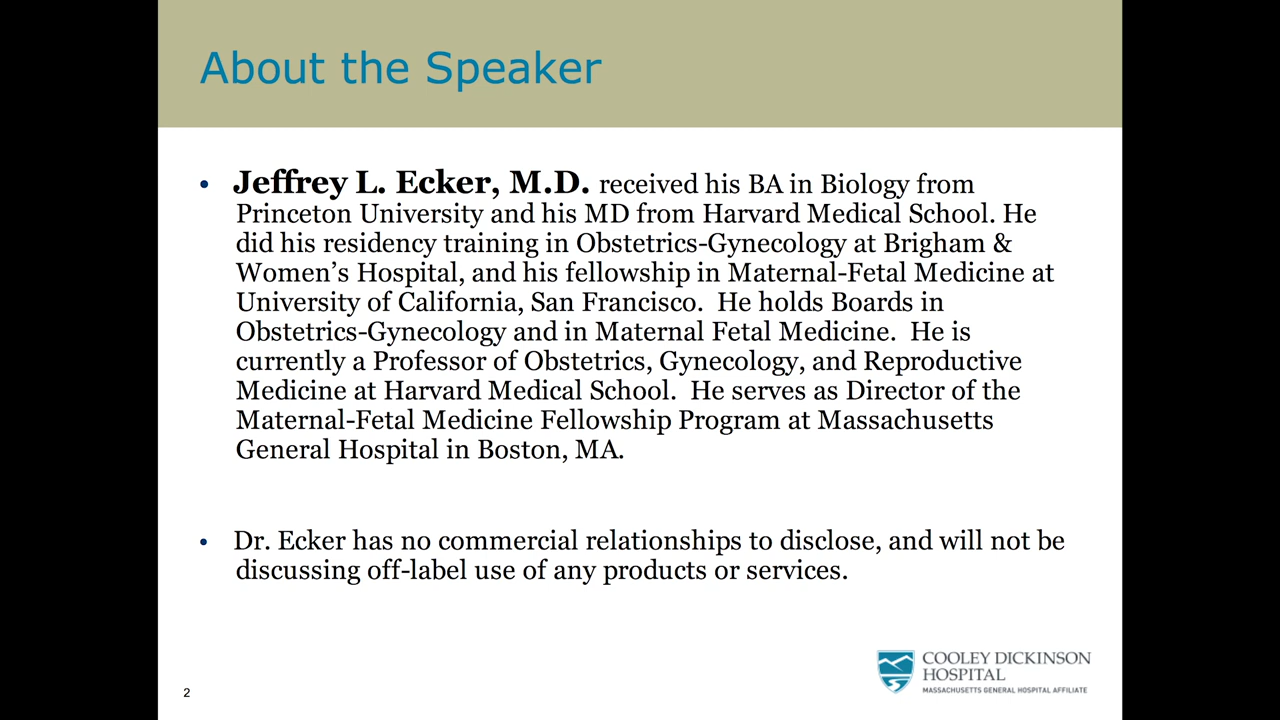 About the Speaker
• Jeffrey L. Ecker, M.D. received his BA in Biology from
Princeton University and his MD from Harvard Medical School. He
did his residency training in Obstetrics-Gynecology at Brigham &
Women’s Hospital, and his fellowship in Maternal-Fetal Medicine at
University of California, San Francisco.  He holds Boards in
Obstetrics-Gynecology and in Maternal Fetal Medicine.  He is
currently a Professor of Obstetrics, Gynecology, and Reproductive
Medicine at Harvard Medical School.  He serves as Director of the
Maternal-Fetal Medicine Fellowship Program at Massachusetts
General Hospital in Boston, MA.
• Dr. Ecker has no commercial relationships to disclose, and will not be
discussing off-label use of any products or services.
COOLEY DICKINSON
HOSPITAL
MASSACHUSETTS GENERAL HOSPITAL AFFILIATE
2